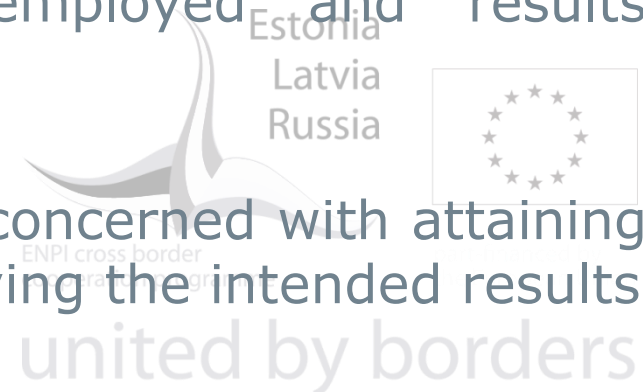 employed and results
Estonia
Latvia
Russia
concerned with attaining
ENPI cross border
ving the intended results
cooperation programme
united by borders